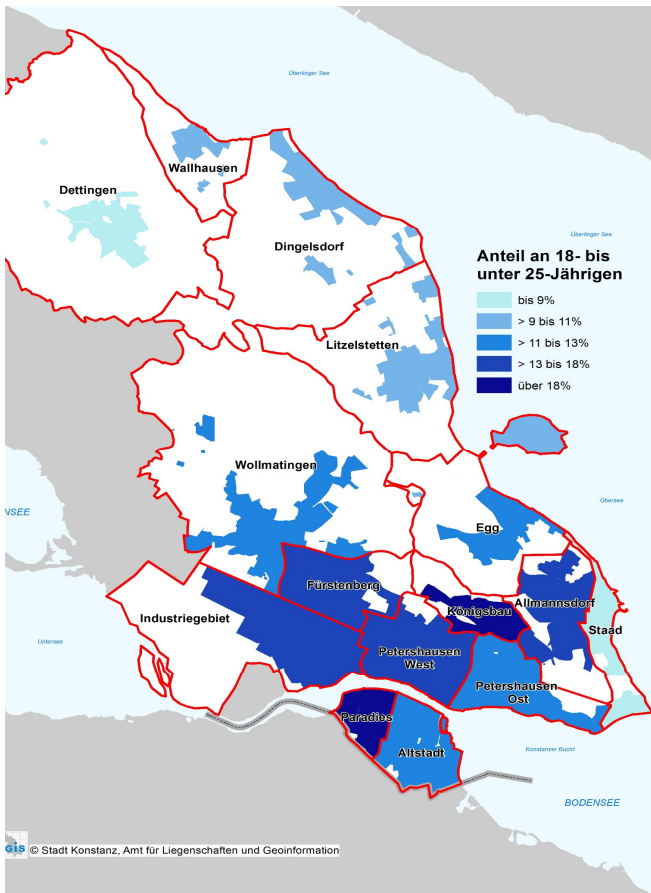 Überlinger See
Wallhausen
Dettingen
Überlinger See
Dingelsdorf
Anteil an 18- bis
unter 25-Jährigen
bis 9%
> 9 bis 11%
> 11 bis 13%
> 13 bis 18%
über 18%
Litzelstetten
Wollmatingen
Obersee
NSEE
Egg
Fürstenberg
Königsbau
Allmannsdorf
Industriegebiet
Staad
Untersee
Petershausen
West
Petershausen
Ost
Paradies
Altstadt
Konstanzer Bucht
BODENSEE
GIS © Stadt Konstanz, Amt für Liegenschaften und Geoinformation